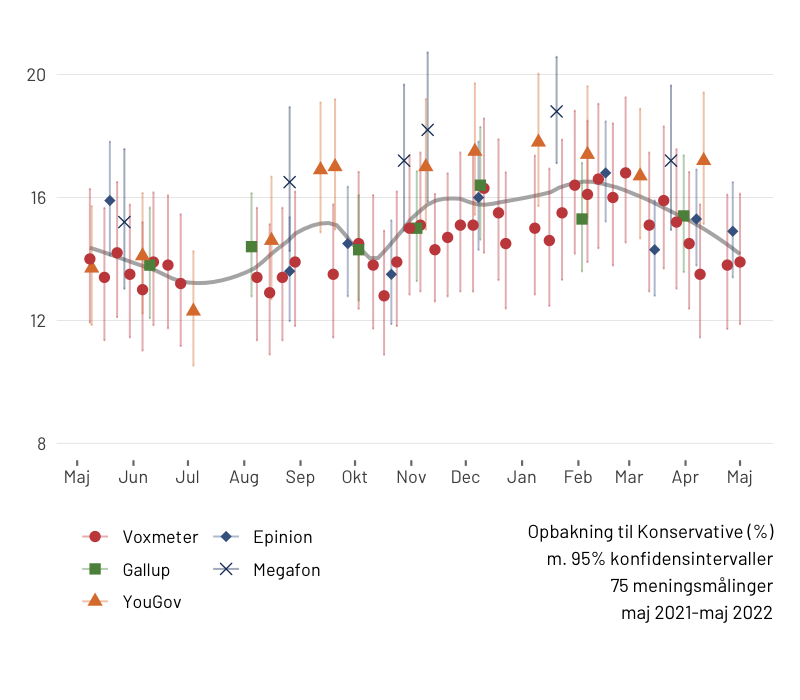 20
16
12
8
Maj Jun Jul Aug Sep Okt Nov Dec Jan Feb Mar Apr Maj
Voxmeter Epinion
Gallup Megafon
YouGov
Opbakning til Konservative (%)
m. 95% konfidensintervaller
75 meningsmålinger
maj 2021-maj 2022